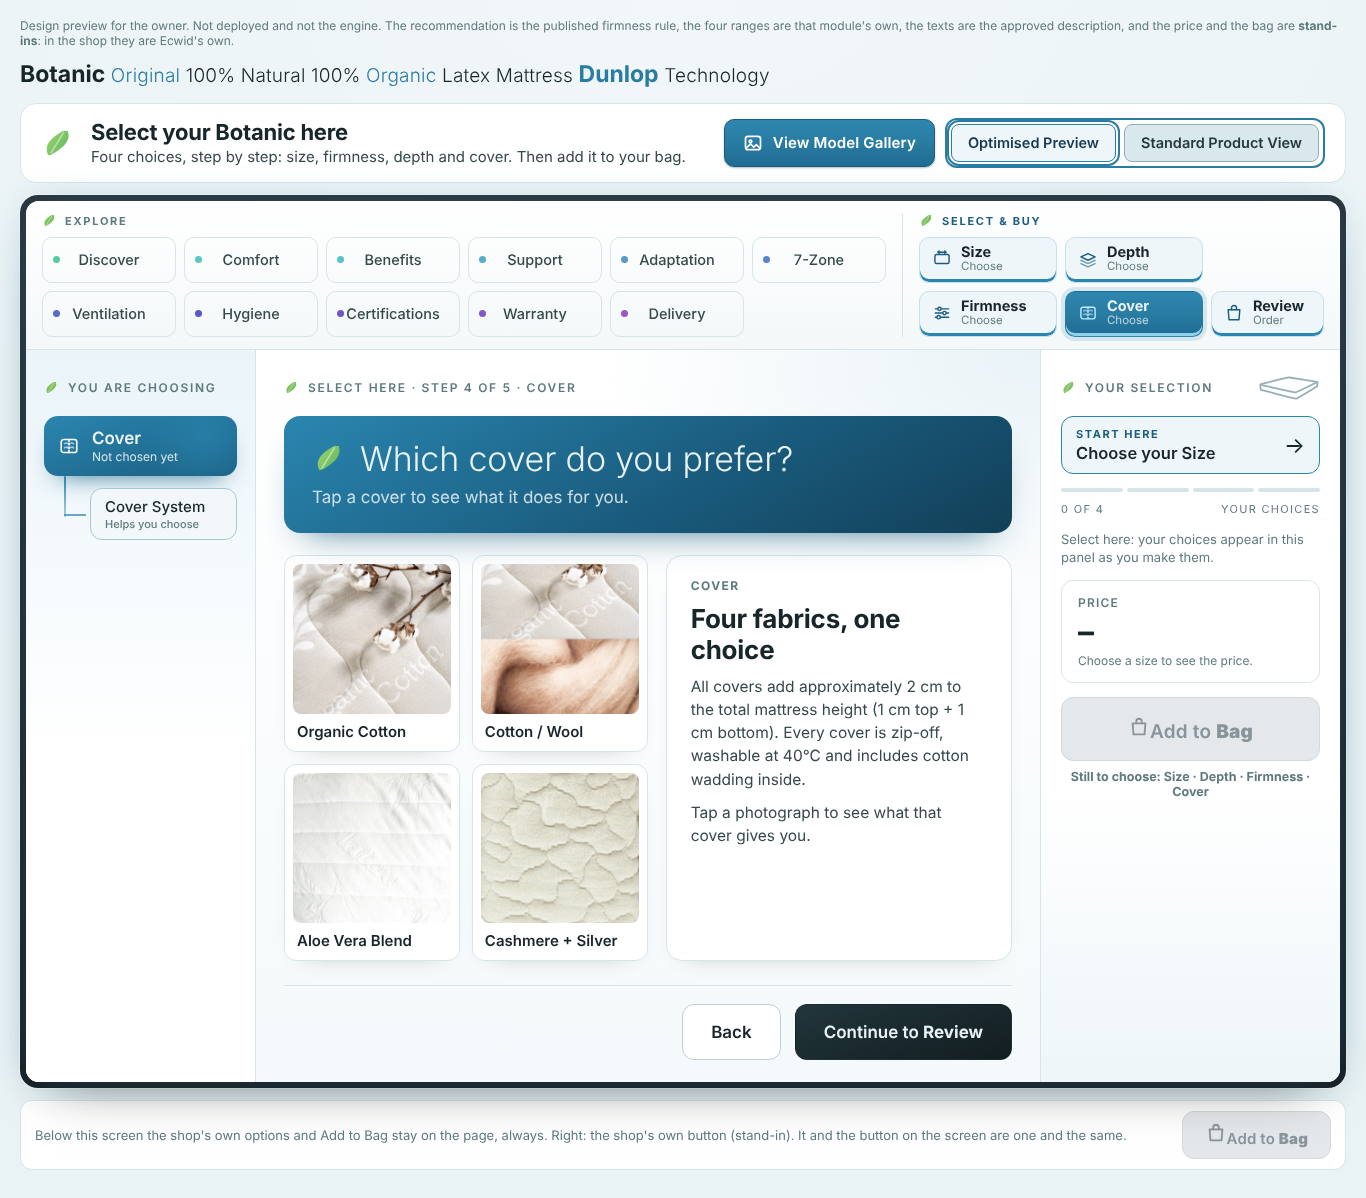 Design preview for the owner. Not deployed and not the engine. The recommendation is the published firmness rule, the four ranges are that module's own, the texts are the approved description, and the price and the bag are stand-
ins: in the shop they are Ecwid's own.
Botanic Original 100% Natural 100% Organic Latex Mattress Dunlop Technology
Select your Botanic here
Four choices, step by step: size, firmness, depth and cover. Then add it to your bag.
View Model Gallery
Optimised Preview
Standard Product View
EXPLORE
Discover
Comfort
Benefits
Support
Adaptation
7-Zone
Ventilation
Hygiene
Certifications
Warranty
Delivery
SELECT & BUY
Size
Choose
Depth
Choose
Firmness
Choose
Cover
Choose
Review
Order
YOU ARE CHOOSING
Cover
Not chosen yet
Cover System
Helps you choose
SELECT HERE · STEP 4 OF 5 · COVER
Which cover do you prefer?
Tap a cover to see what it does for you.
Organic Cotton
Cotton / Wool
Aloe Vera Blend
Cashmere + Silver
COVER
Four fabrics, one
choice
All covers add approximately 2 cm to
the total mattress height (1 cm top + 1
cm bottom). Every cover is zip-off,
washable at 40°C and includes cotton
wadding inside.
Tap a photograph to see what that
cover gives you.
Back
Continue to Review
YOUR SELECTION
START HERE
Choose your Size
0 OF 4
YOUR CHOICES
Select here: your choices appear in this
panel as you make them.
PRICE
–
Choose a size to see the price.
Add to Bag
Still to choose: Size · Depth · Firmness ·
Cover
Below this screen the shop's own options and Add to Bag stay on the page, always. Right: the shop's own button (stand-in). It and the button on the screen are one and the same.
Add to Bag